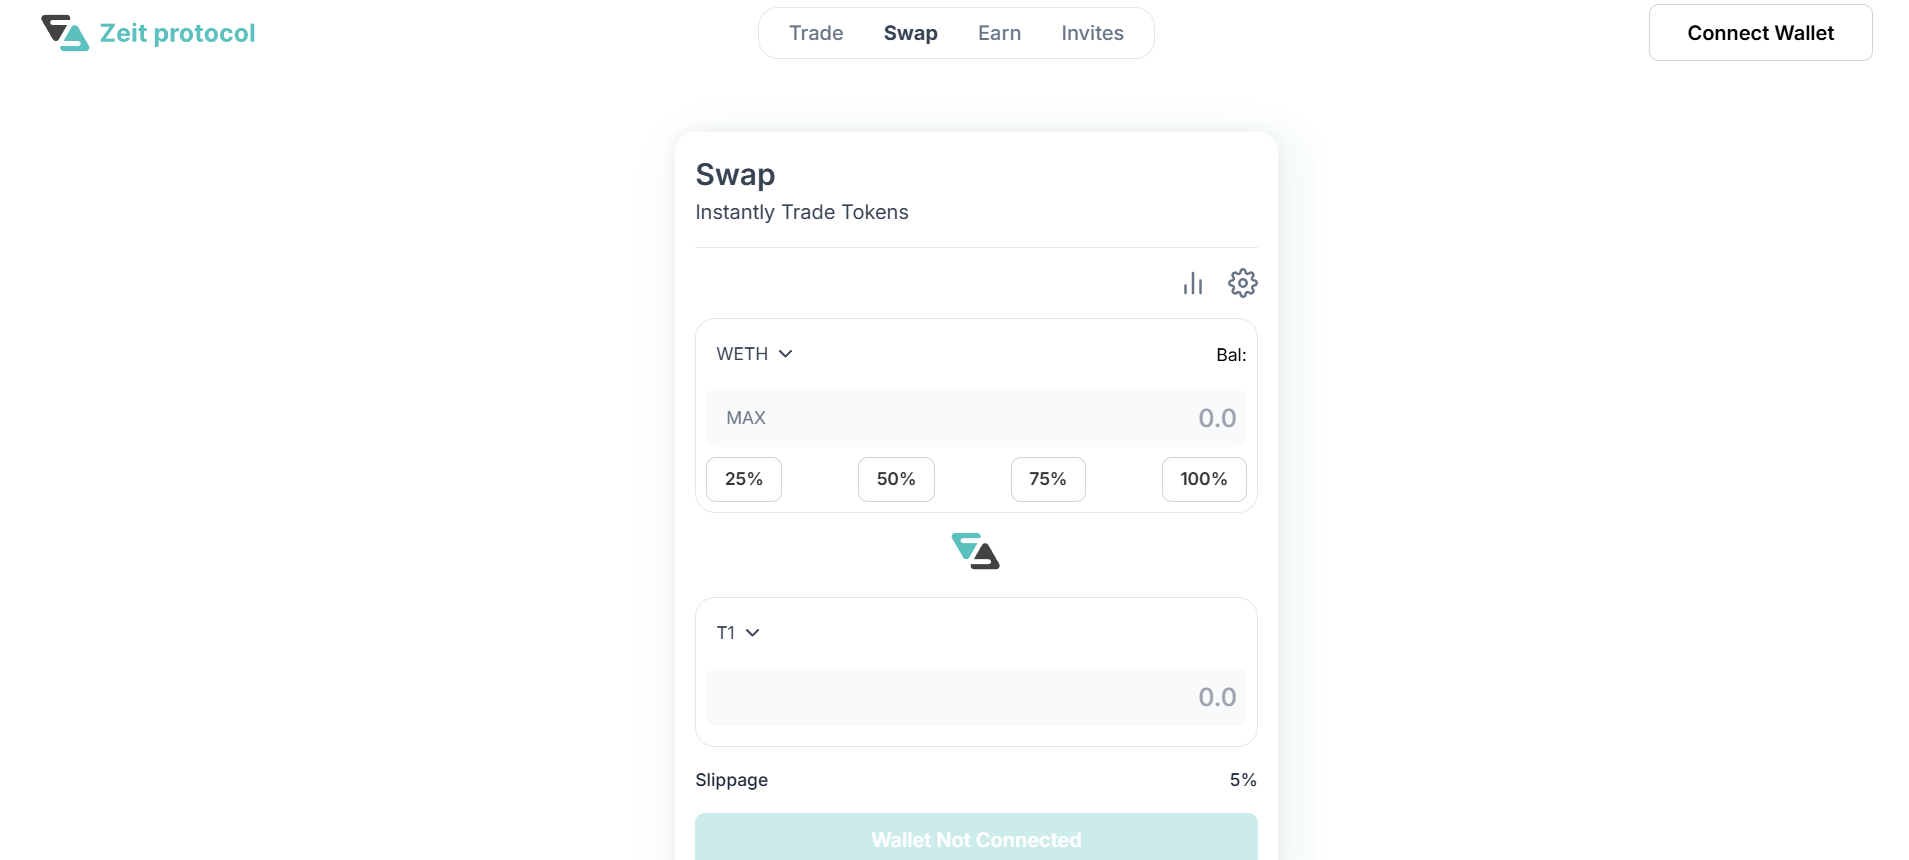 Zeit protocol
Trade Swap Earn Invites
Connect Wallet
Swap
Instantly Trade Tokens
WETH
Bal:
MAX
0.0
25% 50% 75% 100%
T1
0.0
Slippage
5%
Wallet Not Connected